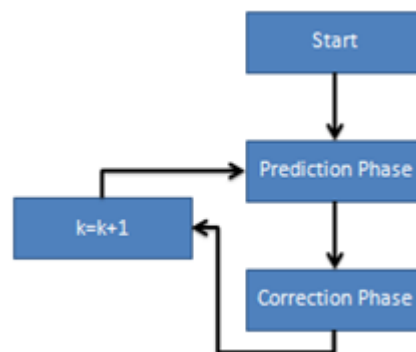 Start
Prediction Phase
k=k+1
Correction Phase